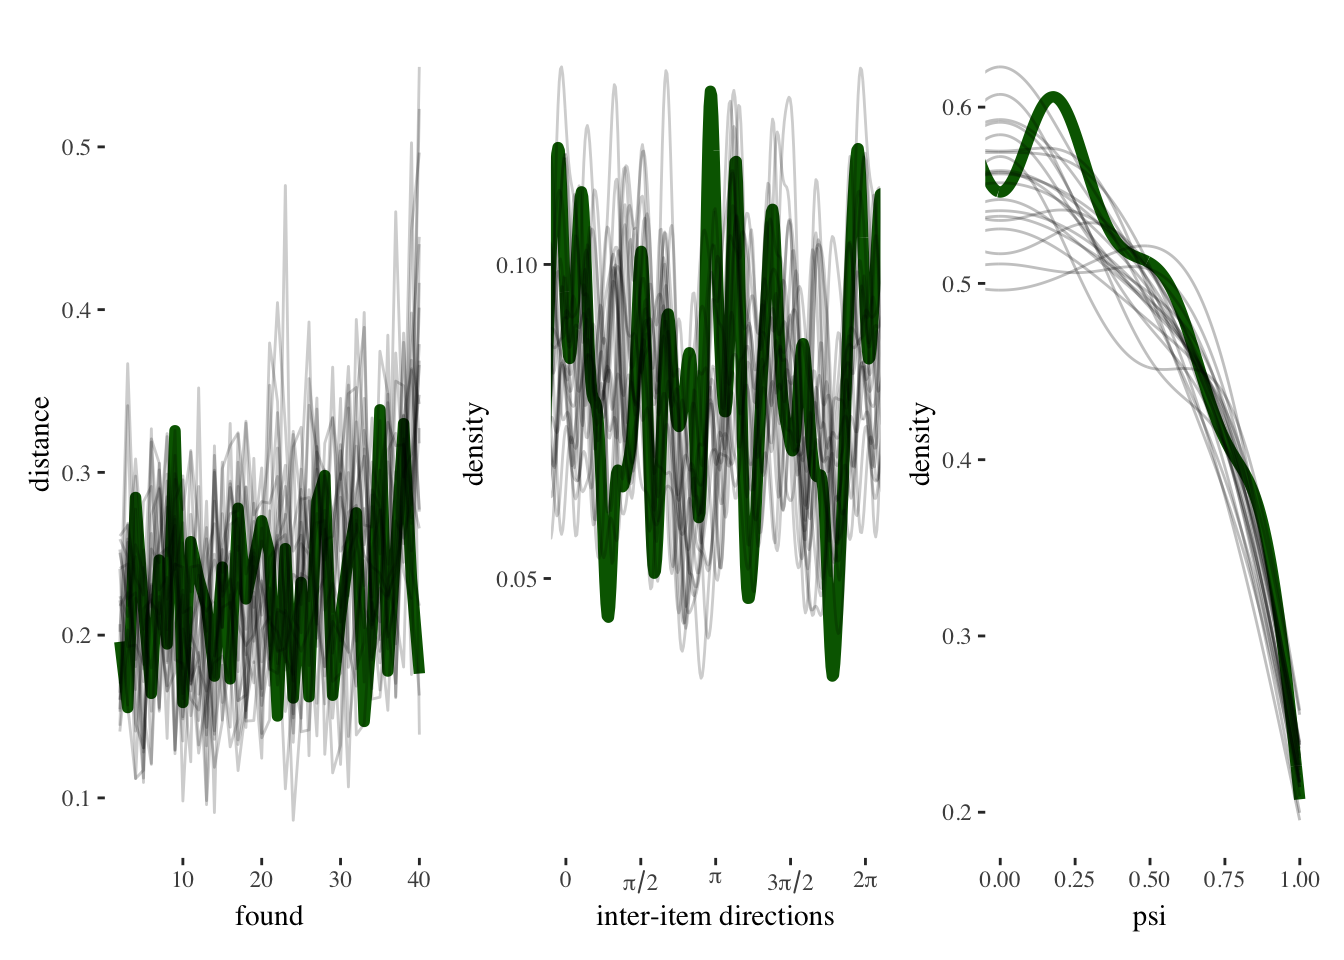 distance
0.5
0.4
0.3
0.2
0.1
10 20 30 40
found
density
0.10
0.05
0 π/2 π 3π/2 2π
inter-item directions
density
0.6
0.5
0.4
0.3
0.2
0.00 0.25 0.50 0.75 1.00
psi